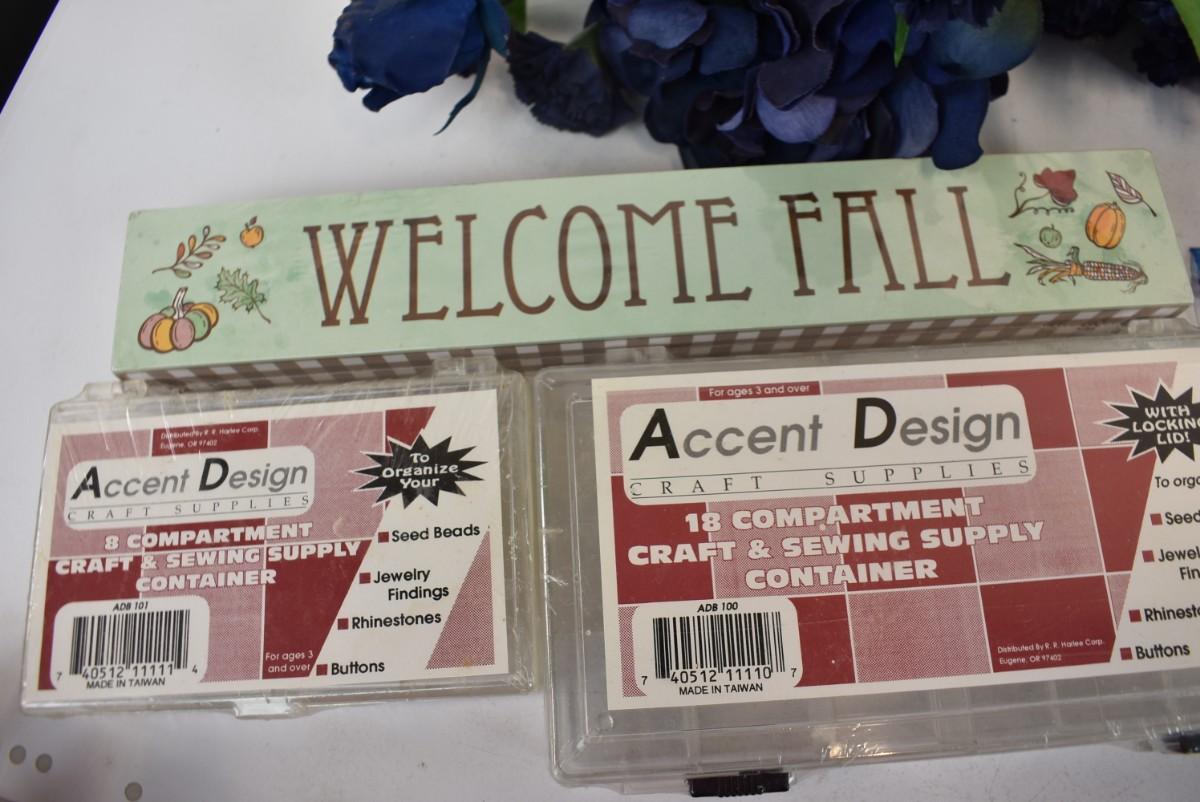 WELCOME FALL
Distributed By R. R. Harlee Corp.
Eugene, OR 97402
Accent Design
CRAFT SUPPLIES
8 COMPARTMENT
CRAFT & SEWING SUPPLY
CONTAINER
To
Organize
Your
Seed Beads
Jewelry
Findings
Rhinestones
Buttons
ADB 101
7 40512 11111 4
MADE IN TAIWAN
For ages 3
and over
For ages 3 and over
Accent Design
CRAFT SUPPLIES
18 COMPARTMENT
CRAFT & SEWING SUPPLY
CONTAINER
WITH
LOCKING
LID!
To orga
Seed
Jewel
Fin
Rhinesto
Buttons
ADB 100
7 40512 11110 7
MADE IN TAIWAN
Distributed By R. R. Harlee Corp.
Eugene, OR 97402